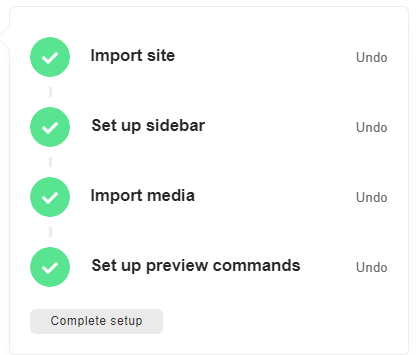 Import site Undo
Set up sidebar Undo
Import media Undo
Set up preview commands Undo
Complete setup